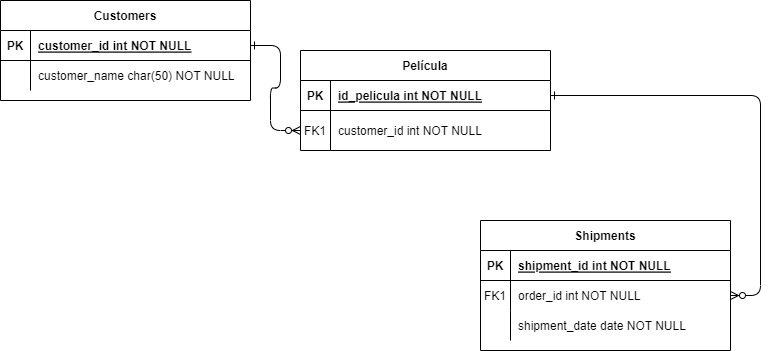 Customers
PK customer_id int NOT NULL
customer_name char(50) NOT NULL
Película
PK id_pelicula int NOT NULL
FK1 customer_id int NOT NULL
Shipments
PK shipment_id int NOT NULL
FK1 order_id int NOT NULL
shipment_date date NOT NULL